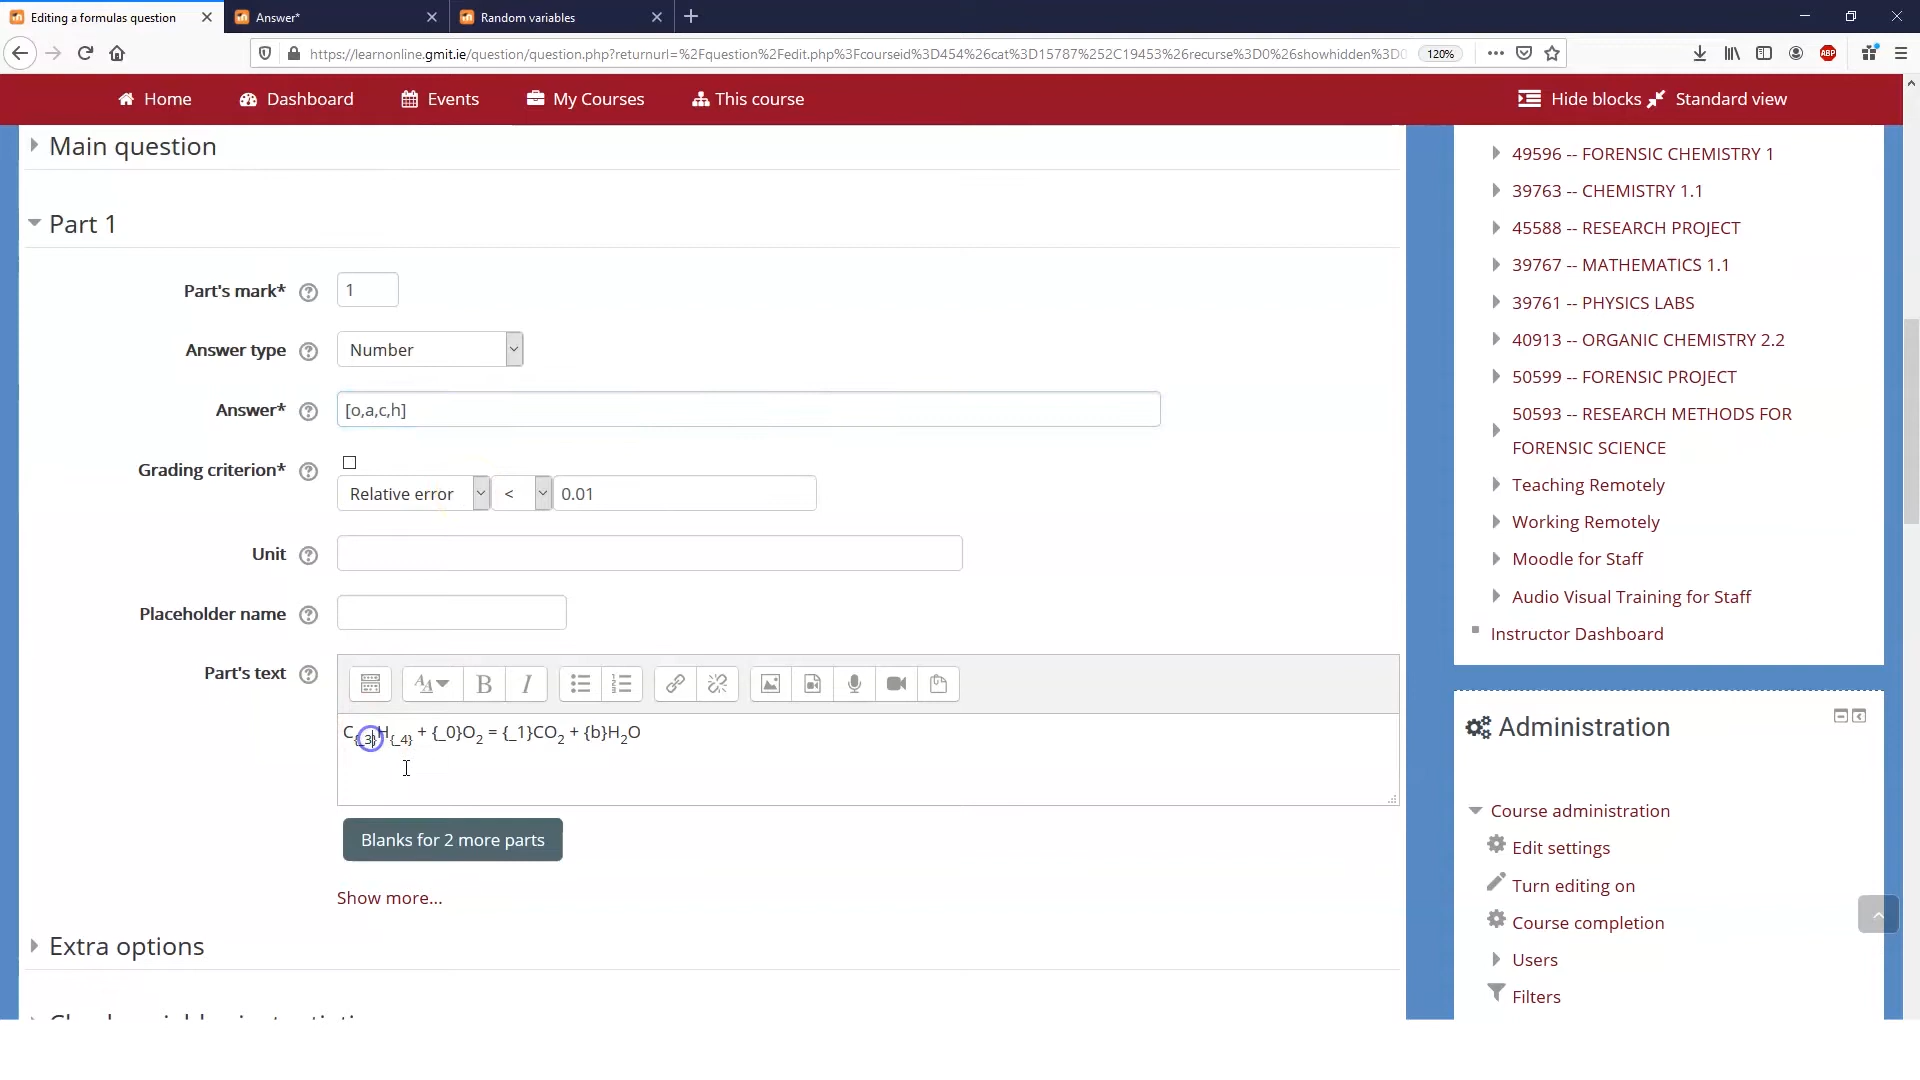 Editing a formulas question
Answer*
Random variables
https://learnonline.gmit.ie/question/question.php?returnurl=%2Fquestion%2Fedit.php%3Fcourseid%3D454%26cat%3D15787%252C19453%26recurse%3D0%26showhidden%3D0
120%
ABP
Home
Dashboard
Events
My Courses
This course
Hide blocks
Standard view
Main question
Part 1
Part's mark*
1
Answer type
Number
Answer*
[o,a,c,h]
Grading criterion*
Relative error
<
0.01
Unit
Placeholder name
Part's text
C{_3}H{_4} + {_0}O2 = {_1}CO2 + {b}H2O
Blanks for 2 more parts
Show more...
Extra options
49596 -- FORENSIC CHEMISTRY 1
39763 -- CHEMISTRY 1.1
45588 -- RESEARCH PROJECT
39767 -- MATHEMATICS 1.1
39761 -- PHYSICS LABS
40913 -- ORGANIC CHEMISTRY 2.2
50599 -- FORENSIC PROJECT
50593 -- RESEARCH METHODS FOR
FORENSIC SCIENCE
Teaching Remotely
Working Remotely
Moodle for Staff
Audio Visual Training for Staff
Instructor Dashboard
Administration
Course administration
Edit settings
Turn editing on
Course completion
Users
Filters